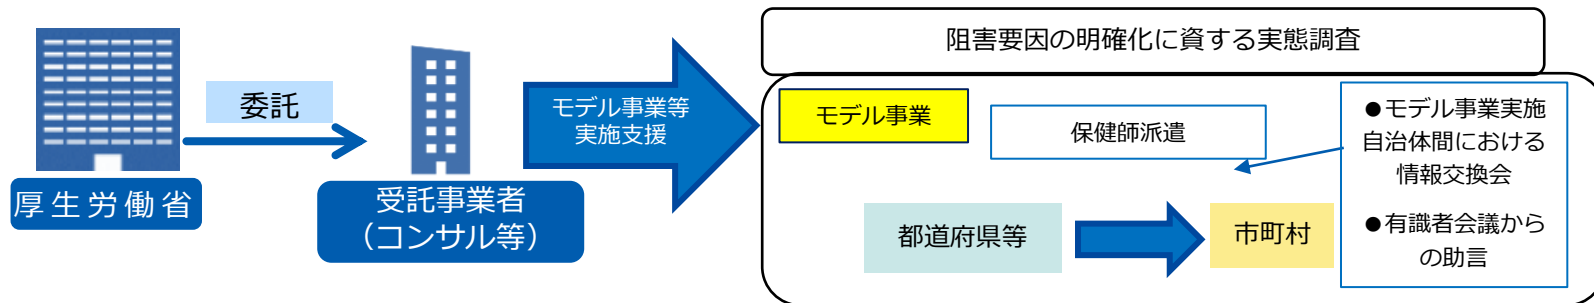 厚生労働省
委託
受託事業者
（コンサル等）
モデル事業等
実施支援
阻害要因の明確化に資する実態調査
モデル事業
保健師派遣
都道府県等
市町村
●モデル事業実施
自治体間における
情報交換会
●有識者会議から
の助言